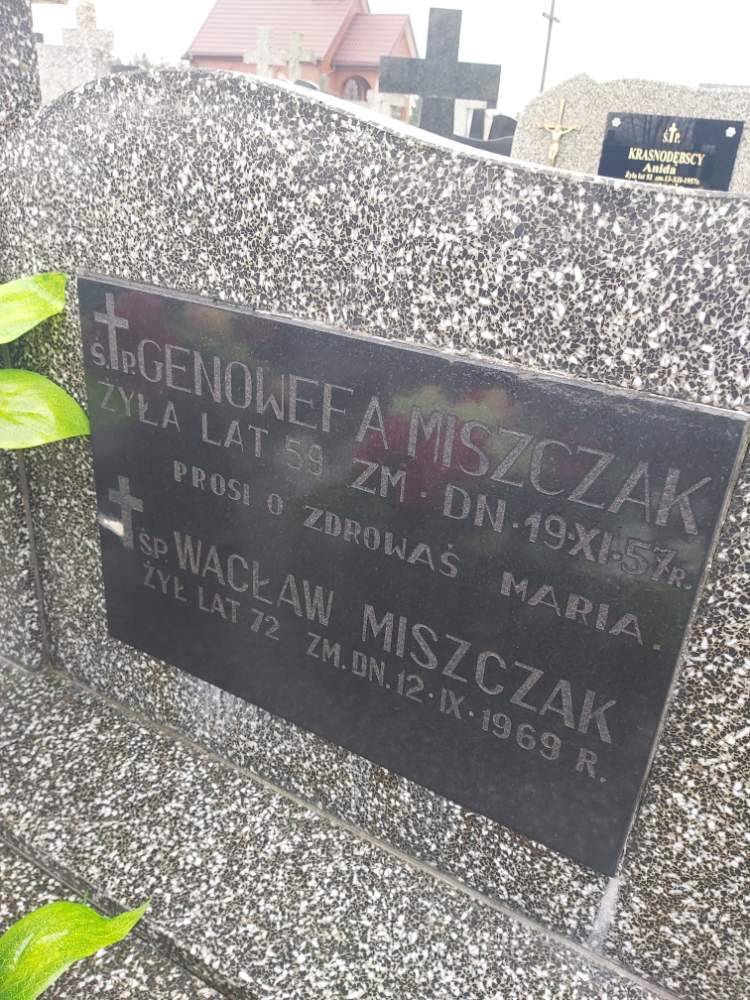 Ś.P.
KRASNODĘBSCY
Anida
Ś.P. GENOWEFA MISZCZAK
ŻYŁA LAT 59 ZM. DN. 19·XI·57R.
PROSI O ZDROWAŚ MARIA.
ŚP WACŁAW MISZCZAK
ŻYŁ LAT 72 ZM.DN.12·IX·1969 R.